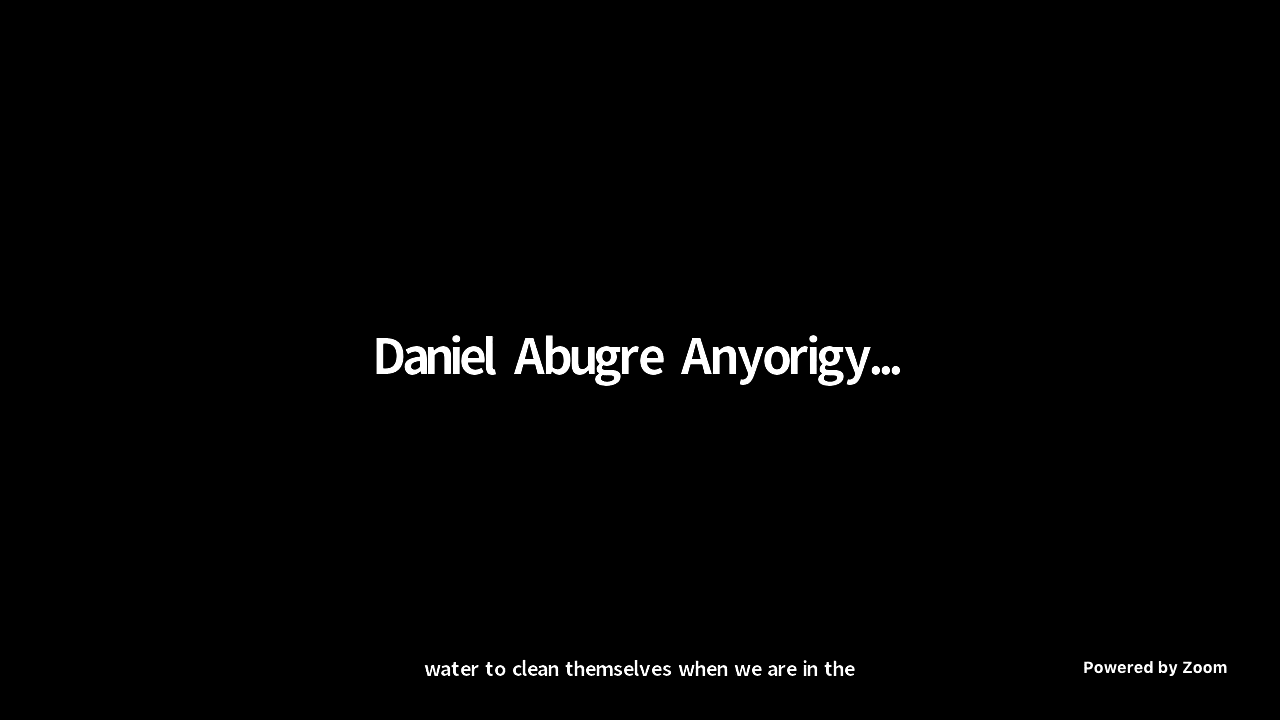 Daniel Abugre Anyorigy...
water to clean themselves when we are in the
Powered by Zoom